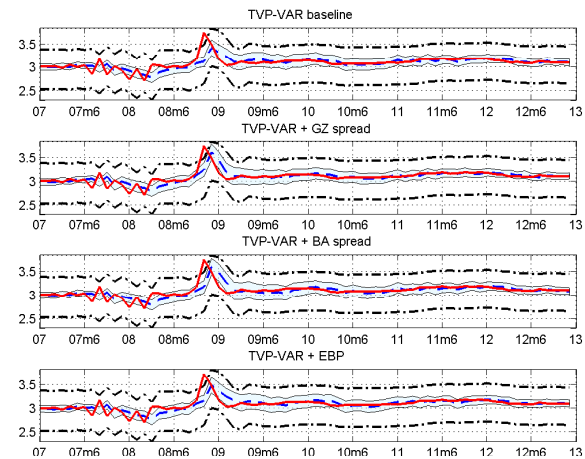 TVP-VAR baseline
3.5
3
2.5
07 07m6 08 08m6 09 09m6 10 10m6 11 11m6 12 12m6 13
TVP-VAR + GZ spread
3.5
3
2.5
07 07m6 08 08m6 09 09m6 10 10m6 11 11m6 12 12m6 13
TVP-VAR + BA spread
3.5
3
2.5
07 07m6 08 08m6 09 09m6 10 10m6 11 11m6 12 12m6 13
TVP-VAR + EBP
3.5
3
2.5
07 07m6 08 08m6 09 09m6 10 10m6 11 11m6 12 12m6 13